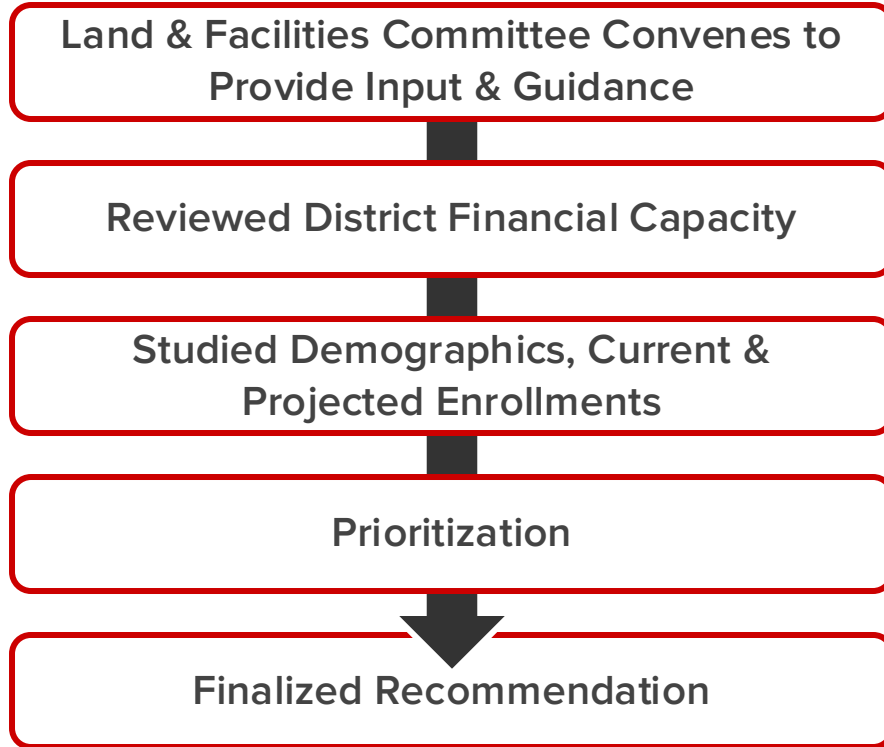 Land & Facilities Committee Convenes to
Provide Input & Guidance
Reviewed District Financial Capacity
Studied Demographics, Current &
Projected Enrollments
Prioritization
Finalized Recommendation